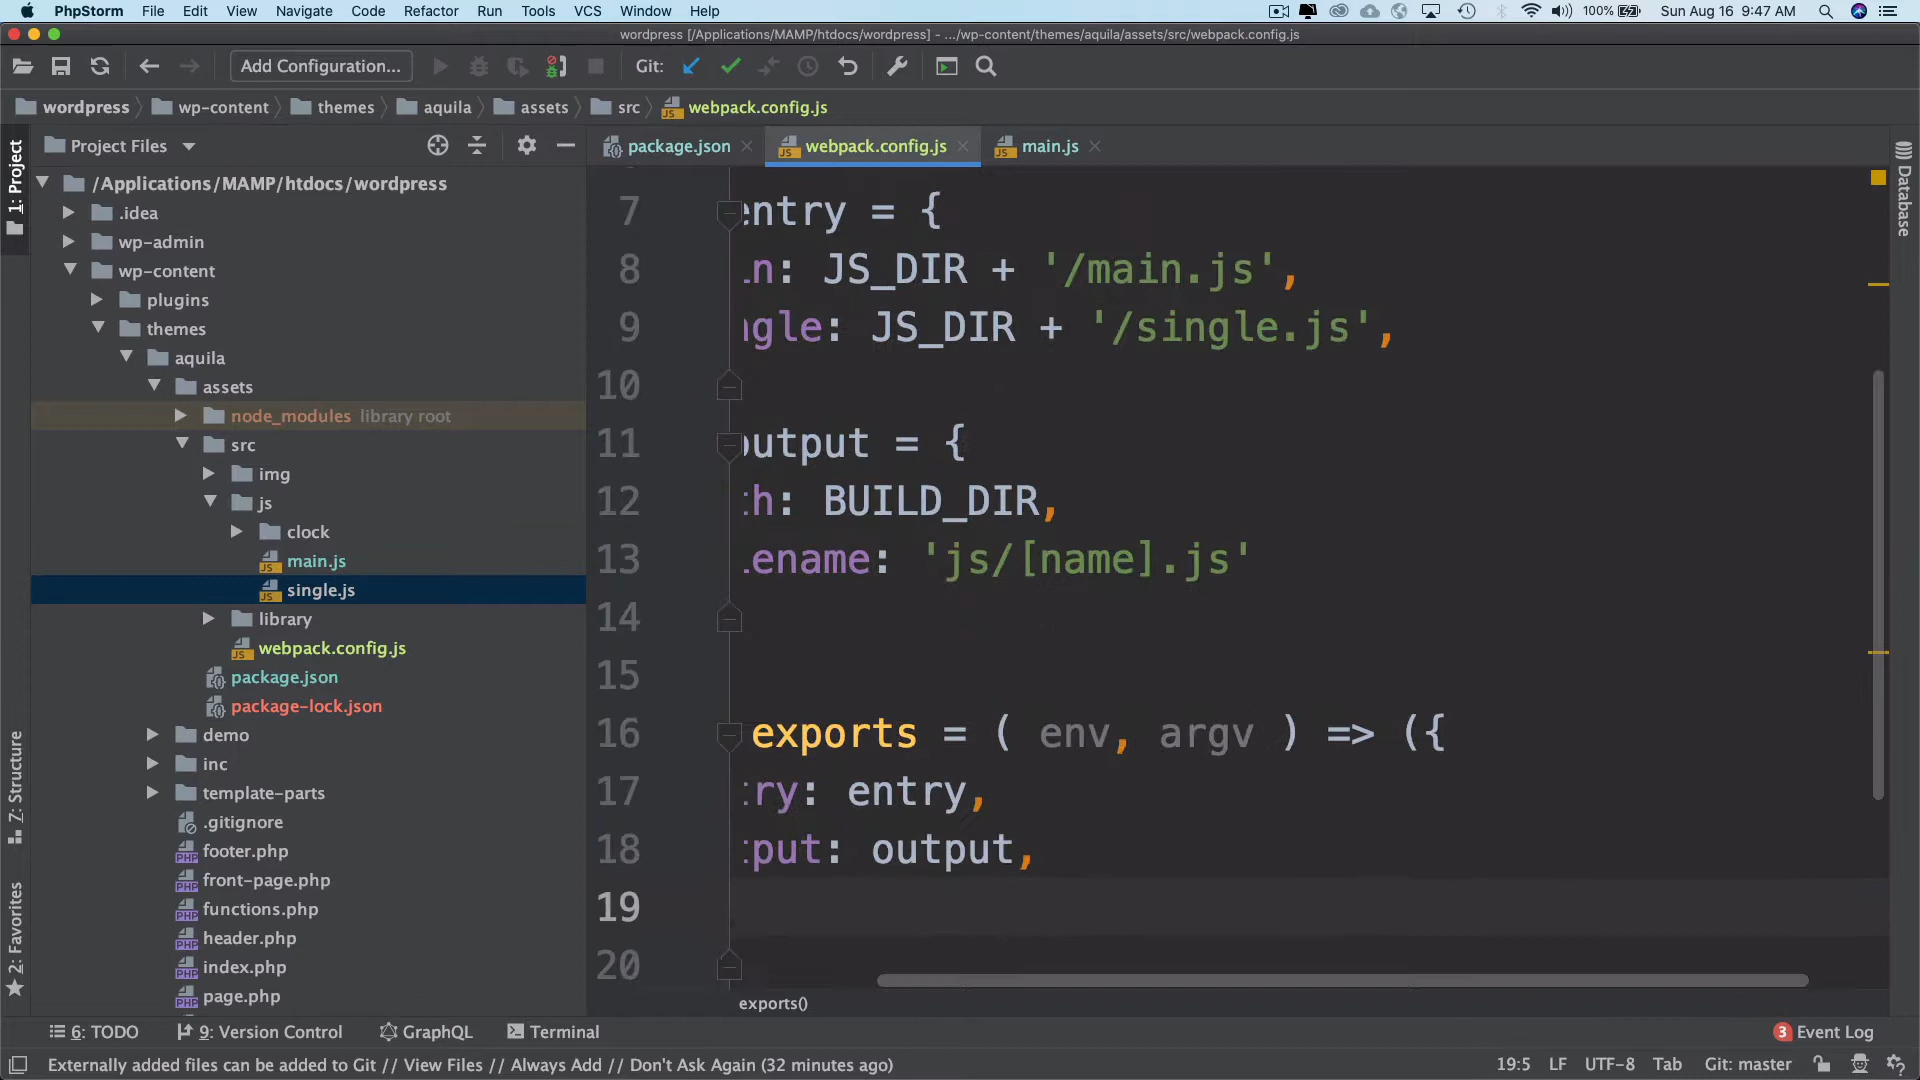 PhpStorm File Edit View Navigate Code Refactor Run Tools VCS Window Help 100% Sun Aug 16 9:47 AM
wordpress [/Applications/MAMP/htdocs/wordpress] - .../wp-content/themes/aquila/assets/src/webpack.config.js
Add Configuration... Git:
wordpress wp-content themes aquila assets src webpack.config.js
Project Files
package.json webpack.config.js main.js
1: Project
Database
/Applications/MAMP/htdocs/wordpress
.idea
wp-admin
wp-content
plugins
themes
aquila
assets
node_modules library root
src
img
js
clock
main.js
single.js
library
webpack.config.js
package.json
package-lock.json
demo
inc
template-parts
.gitignore
footer.php
front-page.php
functions.php
header.php
index.php
page.php
7 entry = {
8 in: JS_DIR + '/main.js',
9 ngle: JS_DIR + '/single.js',
10
11 output = {
12 th: BUILD_DIR,
13 lename: 'js/[name].js'
14
15
16 exports = ( env, argv ) => ({
17 try: entry,
18 tput: output,
19
20
exports()
Z: Structure
2: Favorites
6: TODO 9: Version Control GraphQL Terminal 3 Event Log
Externally added files can be added to Git // View Files // Always Add // Don't Ask Again (32 minutes ago) 19:5 LF UTF-8 Tab Git: master